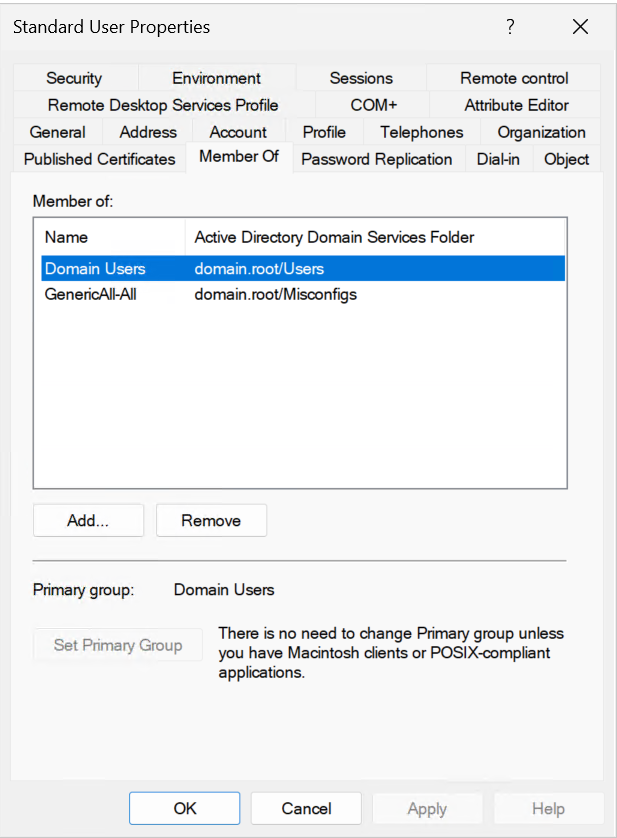 Standard User Properties ?
Security Environment Sessions Remote control
Remote Desktop Services Profile COM+ Attribute Editor
General Address Account Profile Telephones Organization
Published Certificates Member Of Password Replication Dial-in Object
Member of:
Name Active Directory Domain Services Folder
Domain Users domain.root/Users
GenericAll-All domain.root/Misconfigs
Add... Remove
Primary group: Domain Users
Set Primary Group
There is no need to change Primary group unless
you have Macintosh clients or POSIX-compliant
applications.
OK Cancel Apply Help